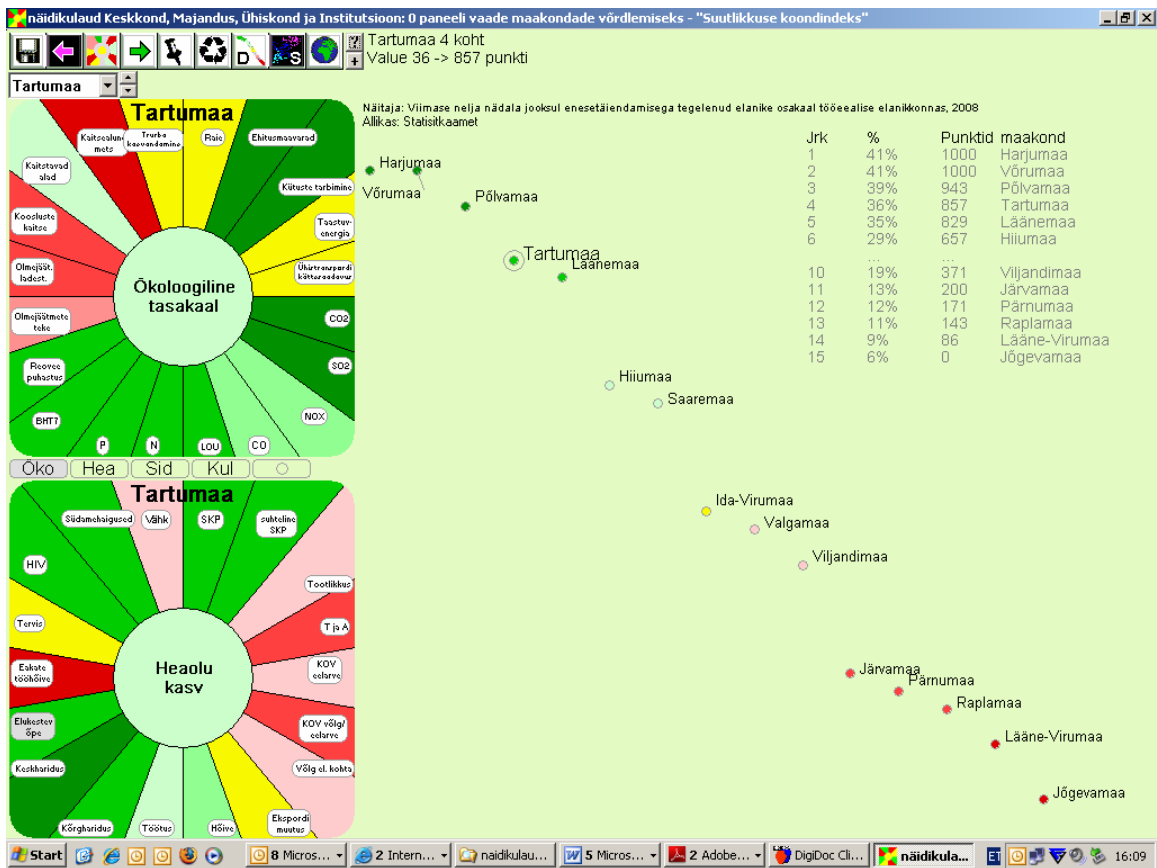 näidikulaud Keskkond, Majandus, Ühiskond ja Institutsioon: 0 paneeli vaade maakondade võrdlemiseks - "Suutlikkuse koondindeks"
Tartumaa 4 koht
Value 36 -> 857 punkti
D
S
?
+
Tartumaa
Tartumaa
Kaitsealune mets
Turba kaevandamine
Raie
Ehitusmaavarad
Kütuste tarbimine
Taastuv-
energia
Ühistranspordi
kättesaadavus
CO2
SO2
NOX
CO
LOU
N
P
BHT7
Reovee
puhastus
Olmejäätmete
teke
Olmejäät.
ladest.
Koosluste
kaitse
Kaitstavad
alad
Ökoloogiline
tasakaal
Öko Hea Sid Kul
Tartumaa
Südamehaigused
Vähk
SKP
suhteline
SKP
Tootlikkus
T ja A
KOV
eelarve
KOV võlg/
eelarve
Võlg el. kohta
Ekspordi
muutus
Hõive
Töötus
Kõrgharidus
Keskharidus
Elukestev
õpe
Eakate
tööhõive
Tervis
HIV
Heaolu
kasv
Näitaja: Viimase nelja nädala jooksul enesetäiendamisega tegelenud elanike osakaal tööealise elanikkonnas, 2008
Allikas: Statisitkaamet
Jrk % Punktid maakond
1 41% 1000 Harjumaa
2 41% 1000 Võrumaa
3 39% 943 Põlvamaa
4 36% 857 Tartumaa
5 35% 829 Läänemaa
6 29% 657 Hiiumaa
... ...
10 19% 371 Viljandimaa
11 13% 200 Järvamaa
12 12% 171 Pärnumaa
13 11% 143 Raplamaa
14 9% 86 Lääne-Virumaa
15 6% 0 Jõgevamaa
Harjumaa
Võrumaa
Põlvamaa
Tartumaa
Läänemaa
Hiiumaa
Saaremaa
Ida-Virumaa
Valgamaa
Viljandimaa
Järvamaa
Pärnumaa
Raplamaa
Lääne-Virumaa
Jõgevamaa
Start
8 Micros...
2 Intern...
naidikulau...
5 Micros...
2 Adobe...
DigiDoc Cli...
näidikula...
ET
16:09